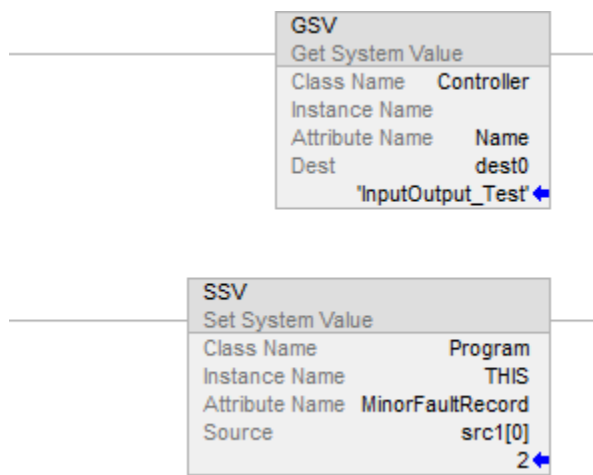 GSV
Get System Value
Class Name Controller
Instance Name
Attribute Name Name
Dest dest0
'InputOutput_Test'
SSV
Set System Value
Class Name Program
Instance Name THIS
Attribute Name MinorFaultRecord
Source src1[0]
2